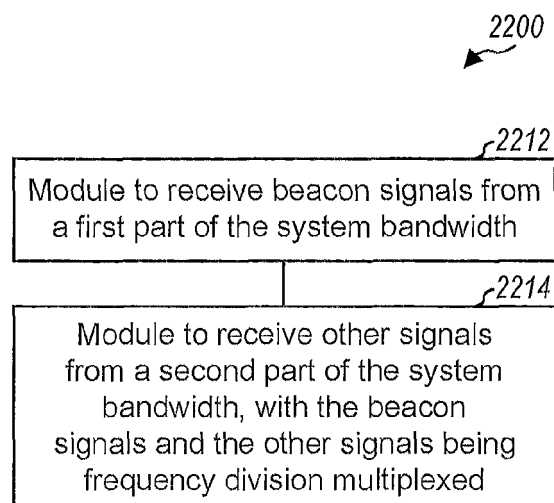 2200
2212
Module to receive beacon signals from
a first part of the system bandwidth
2214
Module to receive other signals
from a second part of the system
bandwidth, with the beacon
signals and the other signals being
frequency division multiplexed